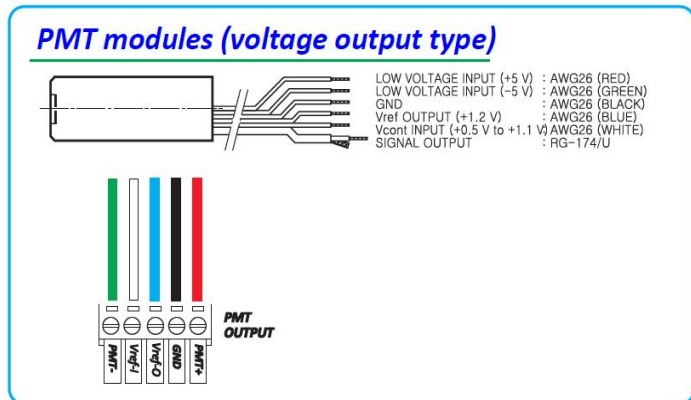 PMT modules (voltage output type)
LOW VOLTAGE INPUT (+5 V) : AWG26 (RED)
LOW VOLTAGE INPUT (−5 V) : AWG26 (GREEN)
GND : AWG26 (BLACK)
Vref OUTPUT (+1.2 V) : AWG26 (BLUE)
Vcont INPUT (+0.5 V to +1.1 V) AWG26 (WHITE)
SIGNAL OUTPUT : RG-174/U
PMT
OUTPUT
PMT-
Vref-I
Vref-O
GND
PMT+